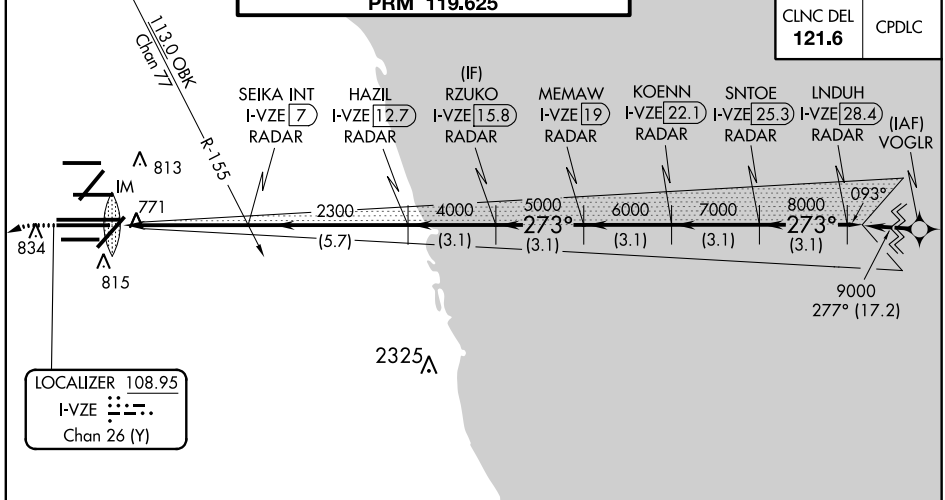 PRM 119.625
CLNC DEL
121.6
CPDLC
113.0 OBK
Chan 77
R-155
SEIKA INT
I-VZE 7
RADAR
HAZIL
I-VZE 12.7
RADAR
(IF)
RZUKO
I-VZE 15.8
RADAR
MEMAW
I-VZE 19
RADAR
KOENN
I-VZE 22.1
RADAR
SNTOE
I-VZE 25.3
RADAR
LNDUH
I-VZE 28.4
RADAR
(IAF)
VOGLR
813
IM
771
834
815
2300
4000
5000
6000
7000
8000
093°
273°
273°
(5.7)
(3.1)
(3.1)
(3.1)
(3.1)
(3.1)
9000
277° (17.2)
2325
LOCALIZER 108.95
I-VZE
Chan 26 (Y)